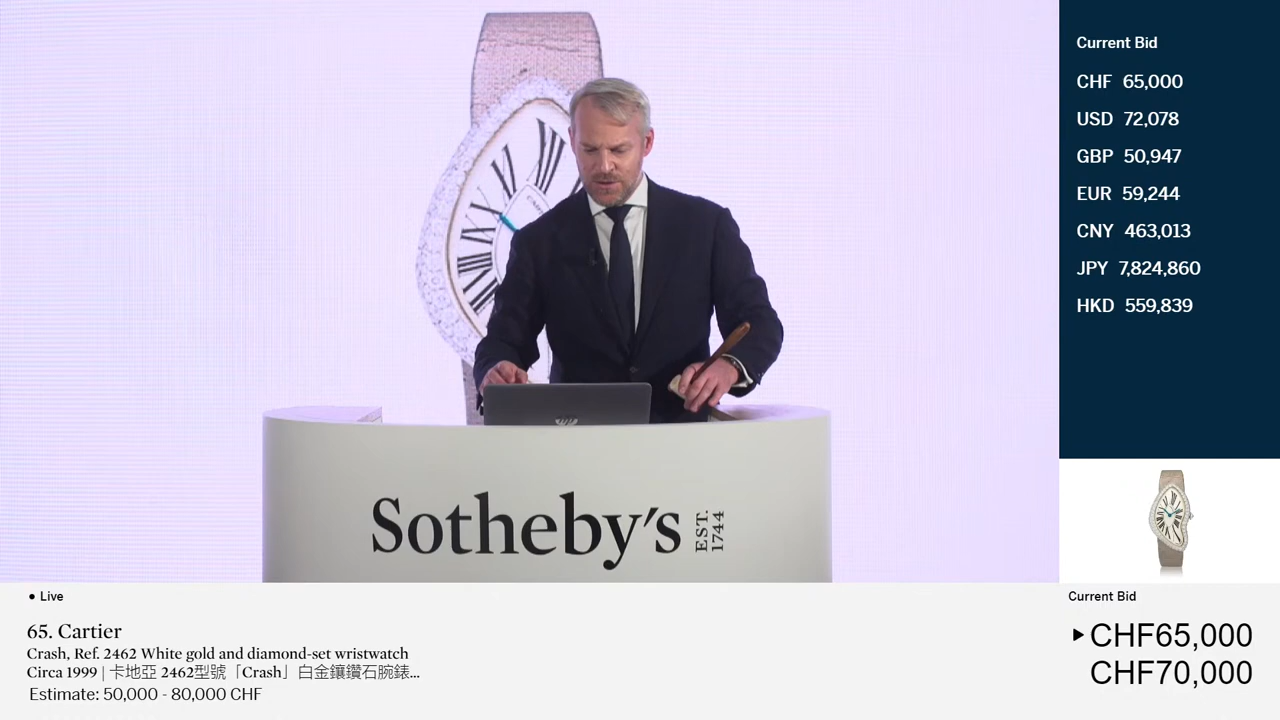 Current Bid
CHF 65,000
USD 72,078
GBP 50,947
EUR 59,244
CNY 463,013
JPY 7,824,860
HKD 559,839
Sotheby's EST. 1744
• Live
65. Cartier
Crash, Ref. 2462 White gold and diamond-set wristwatch
Circa 1999 | 卡地亞 2462型號「Crash」白金鑲鑽石腕錶...
Estimate: 50,000 - 80,000 CHF
Current Bid
CHF65,000
CHF70,000